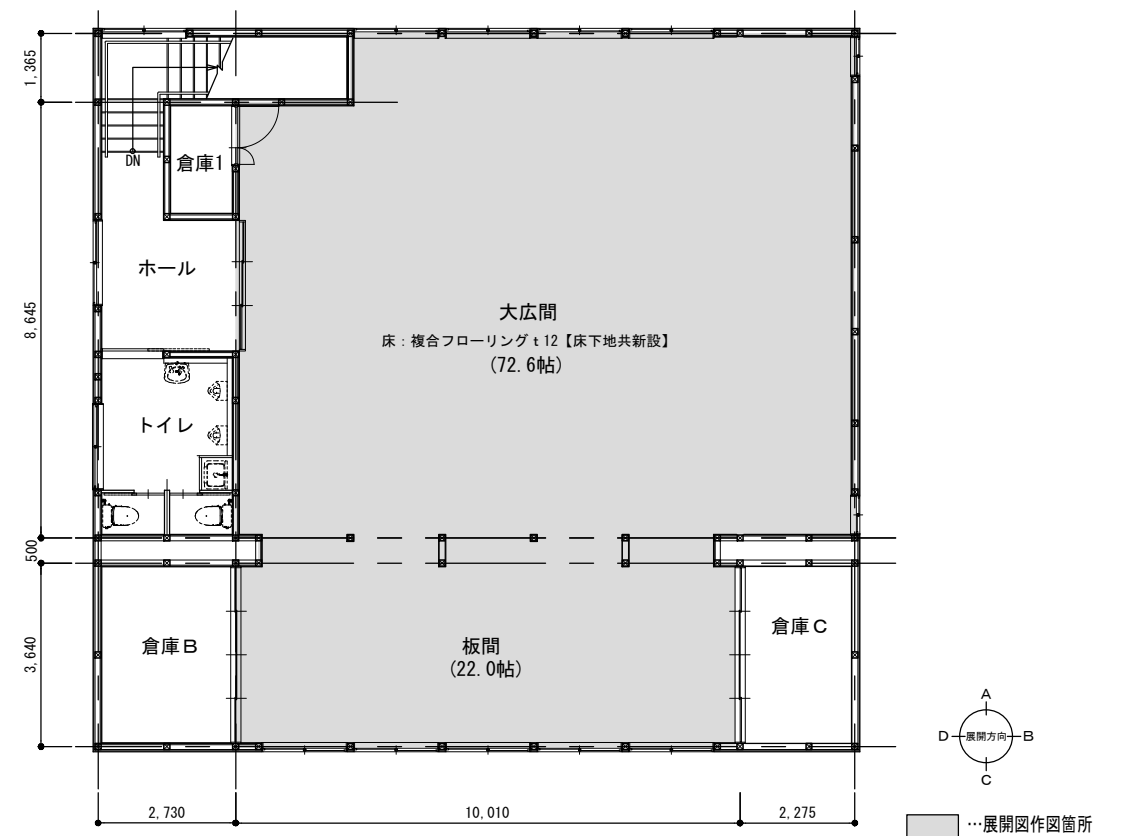 1,365
DN
倉庫1
ホール
8,645
大広間
床:複合フローリングt12【床下地共新設】
(72.6帖)
トイレ
500
倉庫B
板間
(22.0帖)
倉庫C
3,640
A
D 展開方向 B
C
2,730
10,010
2,275
…展開図作図箇所